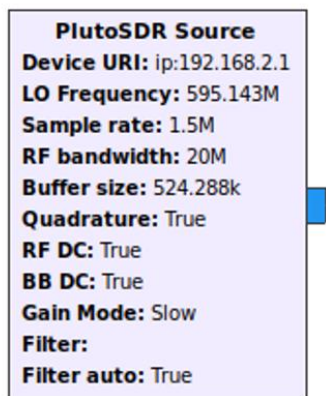 PlutoSDR Source
Device URI: ip:192.168.2.1
LO Frequency: 595.143M
Sample rate: 1.5M
RF bandwidth: 20M
Buffer size: 524.288k
Quadrature: True
RF DC: True
BB DC: True
Gain Mode: Slow
Filter:
Filter auto: True